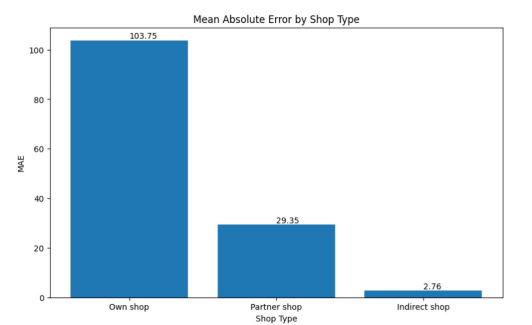 Mean Absolute Error by Shop Type
103.75
100
80
60
MAE
40
29.35
20
2.76
0
Own shop
Partner shop
Indirect shop
Shop Type